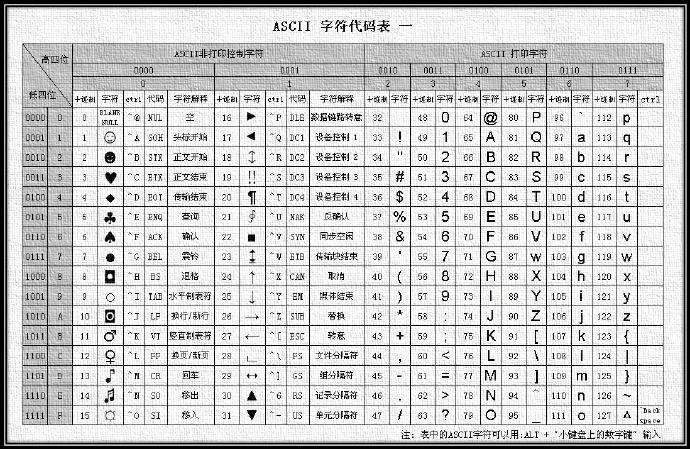 ASCII 字符代码表 一
高四位 ASCII非打印控制字符 ASCII 打印字符
0000 0001 0010 0011 0100 0101 0110 0111
0 1 2 3 4 5 6 7
低四位 十进制 字符 ctrl 代码 字符解释 十进制 字符 ctrl 代码 字符解释 十进制 字符 十进制 字符 十进制 字符 十进制 字符 十进制 字符 十进制 字符 ctrl
0000 0 0 BLANK NULL ^@ NUL 空 16 ► ^P DLE 数据链路转意 32 48 0 64 @ 80 P 96 ` 112 p
0001 1 1 ☺ ^A SOH 头标开始 17 ◄ ^Q DC1 设备控制 1 33 ! 49 1 65 A 81 Q 97 a 113 q
0010 2 2 ☻ ^B STX 正文开始 18 ↕ ^R DC2 设备控制 2 34 " 50 2 66 B 82 R 98 b 114 r
0011 3 3 ♥ ^C ETX 正文结束 19 ‼ ^S DC3 设备控制 3 35 # 51 3 67 C 83 S 99 c 115 s
0100 4 4 ♦ ^D EOT 传输结束 20 ¶ ^T DC4 设备控制 4 36 $ 52 4 68 D 84 T 100 d 116 t
0101 5 5 ♣ ^E ENQ 查询 21 ∮ ^U NAK 反确认 37 % 53 5 69 E 85 U 101 e 117 u
0110 6 6 ♠ ^F ACK 确认 22 ■ ^V SYN 同步空闲 38 & 54 6 70 F 86 V 102 f 118 v
0111 7 7 ● ^G BEL 震铃 23 ↨ ^W ETB 传输块结束 39 ' 55 7 71 G 87 w 103 g 119 w
1000 8 8 ◘ ^H BS 退格 24 ↑ ^X CAN 取消 40 ( 56 8 72 H 88 X 104 h 120 x
1001 9 9 ○ ^I TAB 水平制表符 25 ↓ ^Y EM 媒体结束 41 ) 57 9 73 I 89 Y 105 i 121 y
1010 A 10 ◙ ^J LF 换行/新行 26 → ^Z SUB 替换 42 * 58 : 74 J 90 Z 106 j 122 z
1011 B 11 ♂ ^K VT 竖直制表符 27 ← ^[ ESC 转意 43 + 59 ; 75 K 91 [ 107 k 123 {
1100 C 12 ♀ ^L FF 换页/新页 28 ∟ ^\ FS 文件分隔符 44 , 60 < 76 L 92 \ 108 l 124 |
1101 D 13 ♪ ^M CR 回车 29 ↔ ^] GS 组分隔符 45 - 61 = 77 M 93 ] 109 m 125 }
1110 E 14 ♫ ^N SO 移出 30 ▲ ^6 RS 记录分隔符 46 . 62 > 78 N 94 ^ 110 n 126 ~
1111 F 15 ☼ ^O SI 移入 31 ▼ ^- US 单元分隔符 47 / 63 ? 79 O 95 _ 111 o 127 Δ ^Back space
注：表中的ASCII字符可以用:ALT + "小键盘上的数字键" 输入